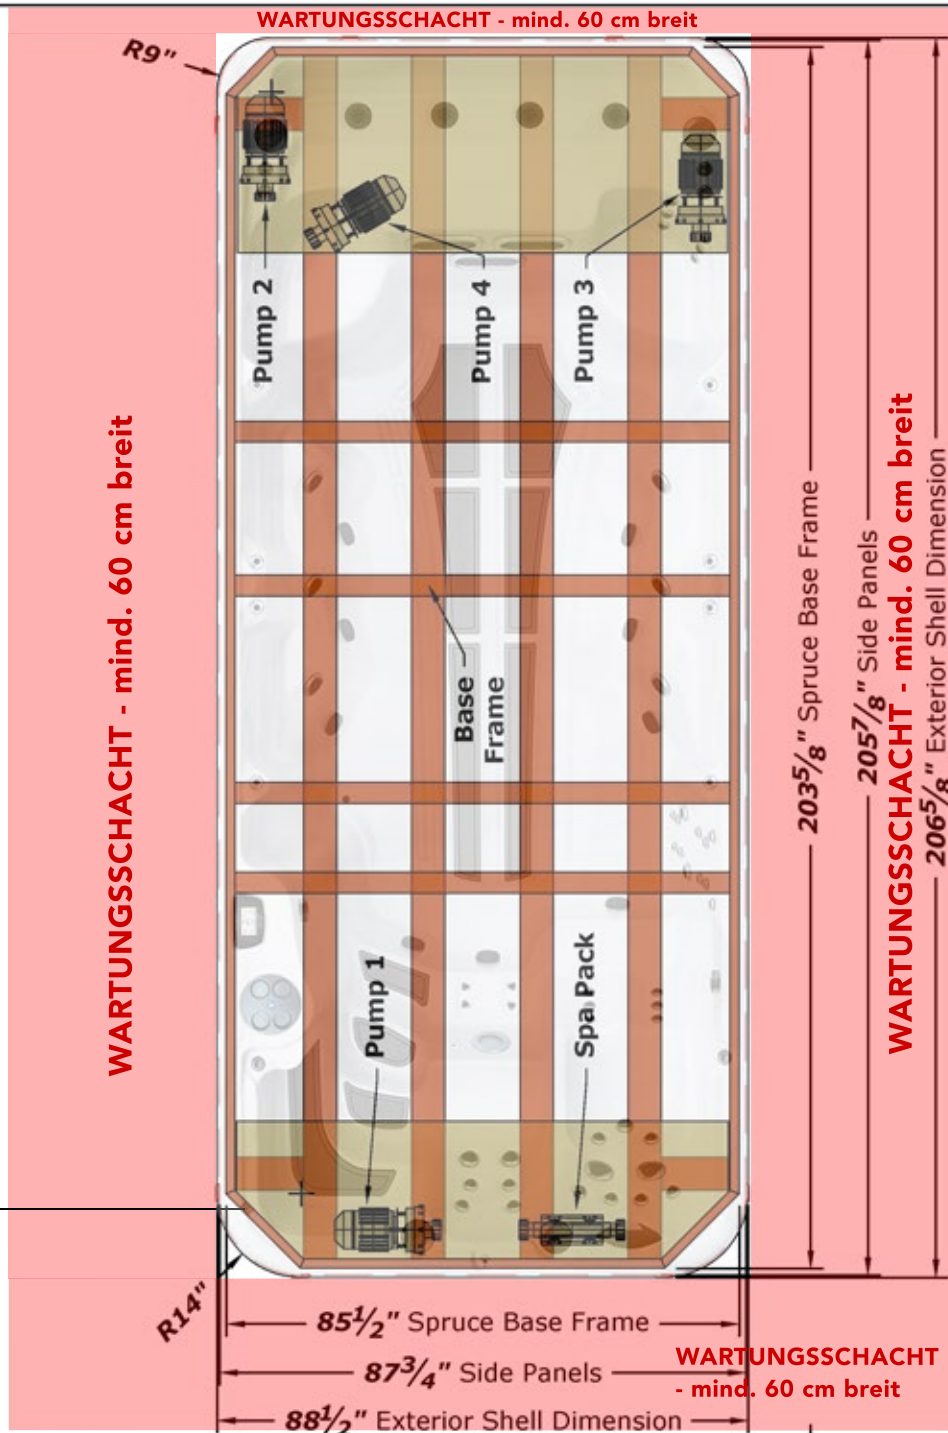 WARTUNGSSCHACHT - mind. 60 cm breit
R9"
Pump 2
Pump 4
Pump 3
WARTUNGSSCHACHT - mind. 60 cm breit
Base
Frame
203⁵/₈" Spruce Base Frame
205⁷/₈" Side Panels
WARTUNGSSCHACHT - mind. 60 cm breit
206⁵/₈" Exterior Shell Dimension
Pump 1
Spa Pack
R14"
85¹/₂" Spruce Base Frame
87³/₄" Side Panels
88¹/₂" Exterior Shell Dimension
WARTUNGSSCHACHT
- mind. 60 cm breit